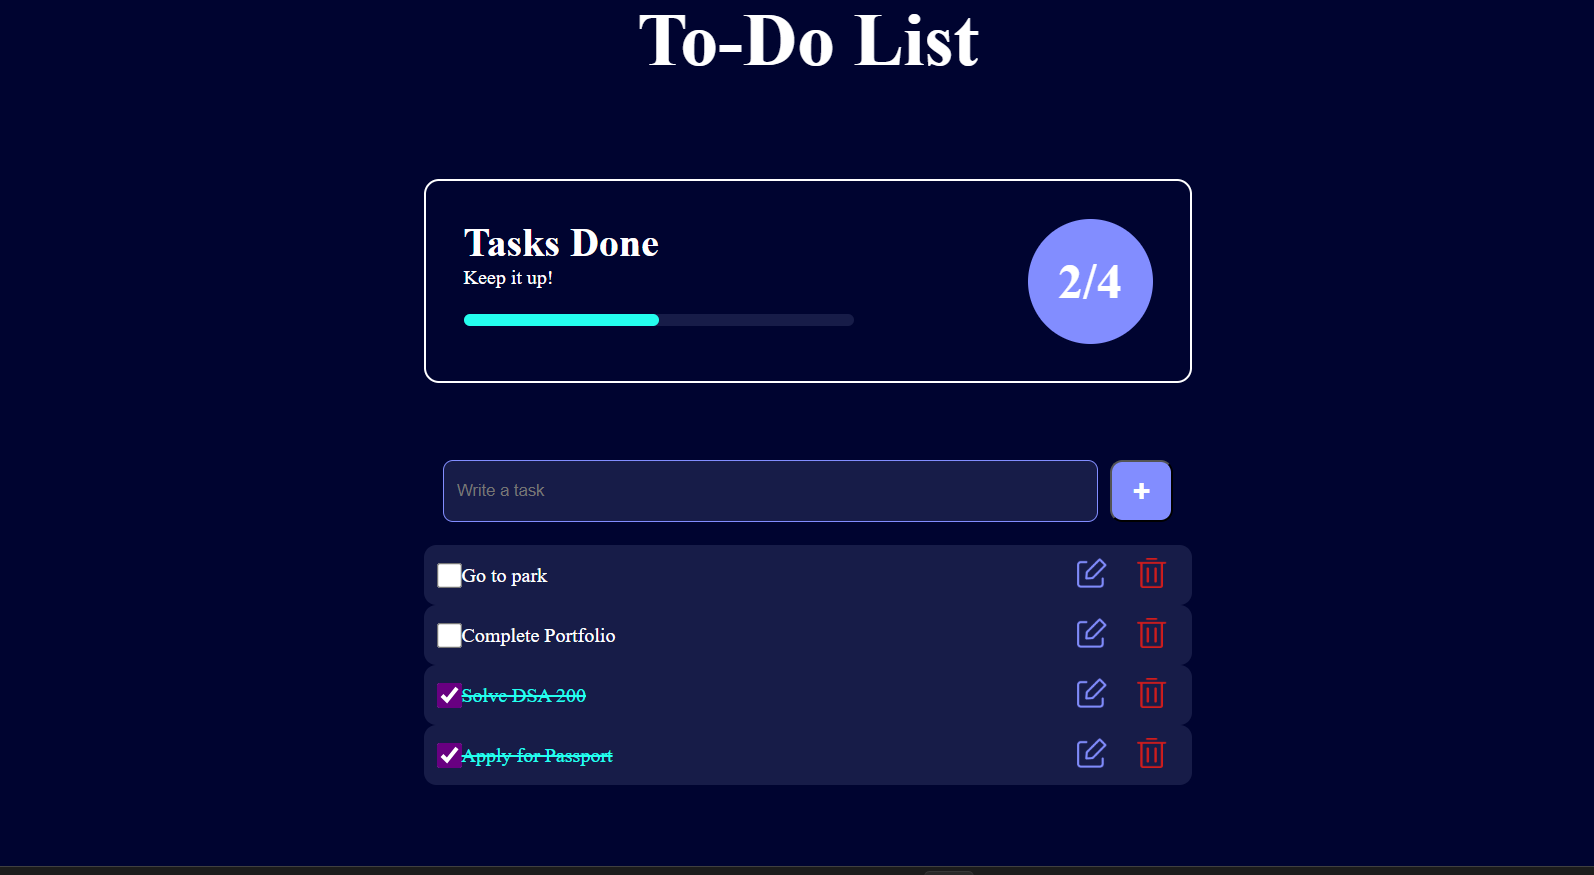 To-Do List
Tasks Done
Keep it up!
2/4
Write a task
+
Go to park
Complete Portfolio
Solve DSA 200
Apply for Passport